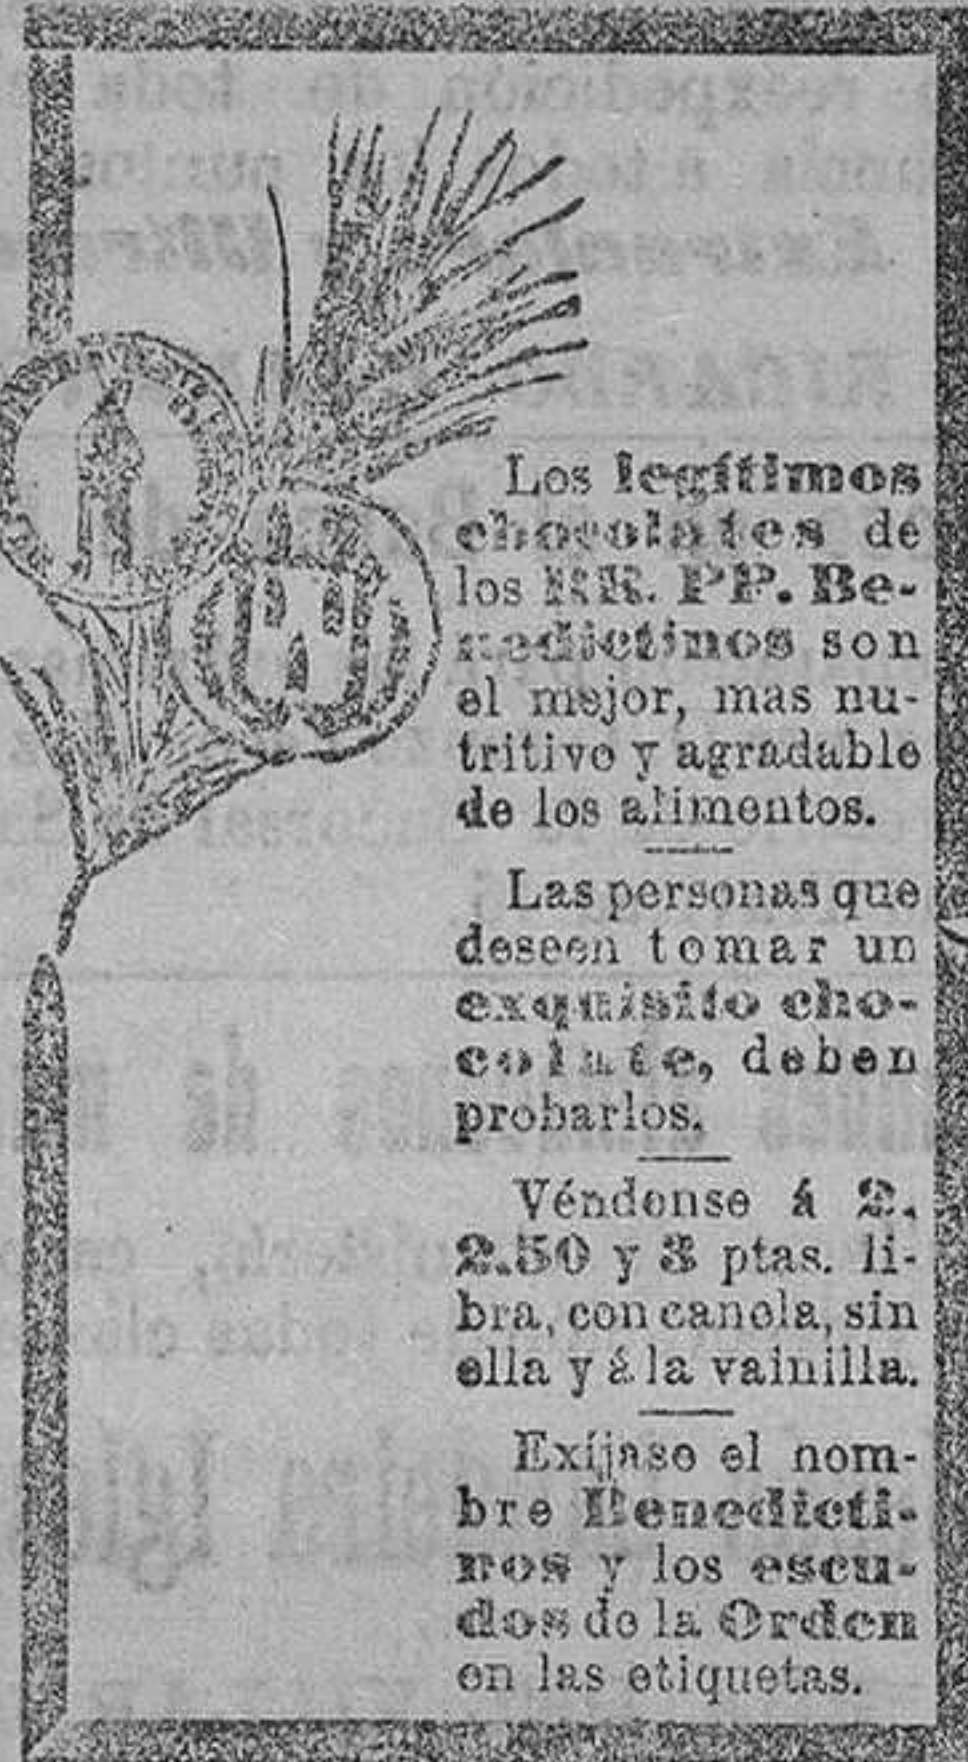 Los legítimos
chocolates de
los RR. PP. Be-
nedictinos son
el mejor, mas nu-
tritivo y agradable
de los alimentos.
Las personas que
deseen tomar un
exquisito cho-
colate, deben
probarlos.
Véndense á 2.
2.50 y 3 ptas. li-
bra, con canela, sin
ella y á la vainilla.
Exíjase el nom-
bre Benedicti-
nos y los escu-
dos de la Orden
en las etiquetas.